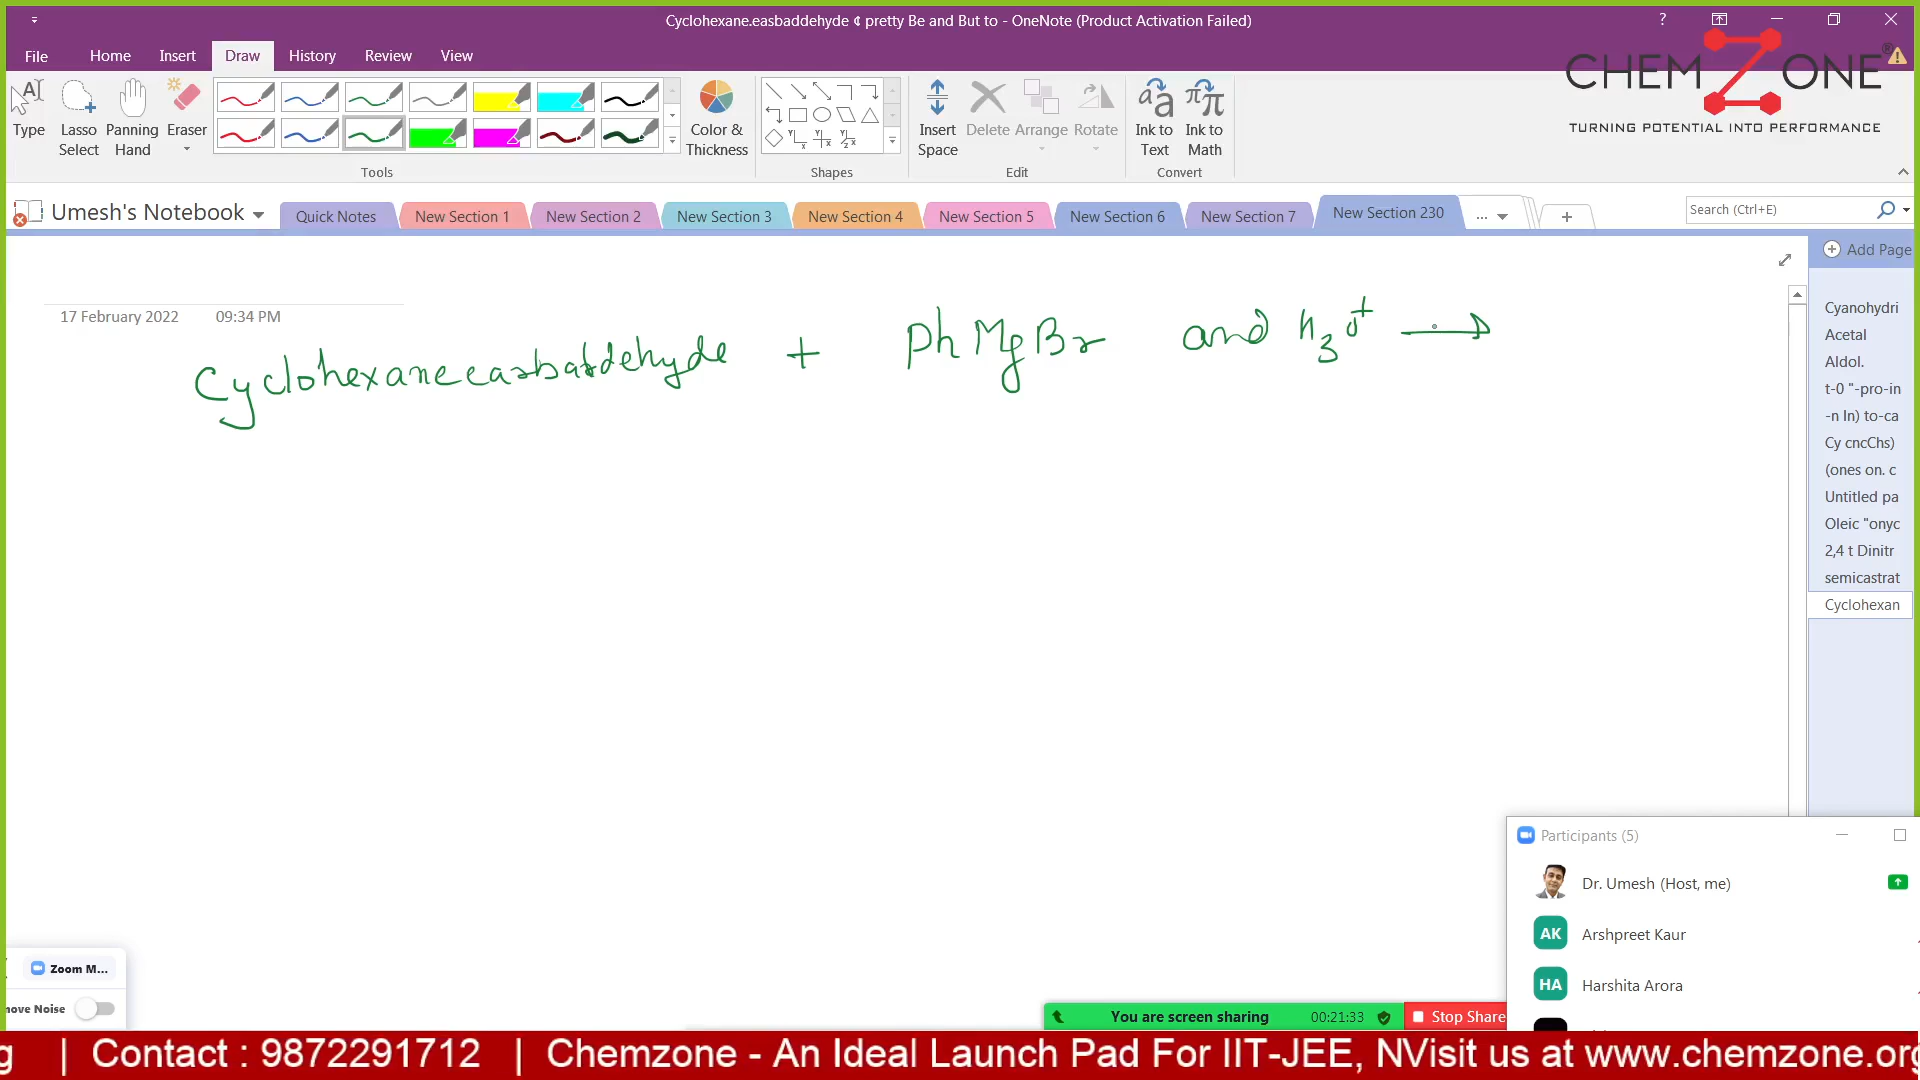 Cyclohexane.easbaddehyde ¢ pretty Be and But to - OneNote (Product Activation Failed)
?
File Home Insert Draw History Review View
CHEMZONE®
TURNING POTENTIAL INTO PERFORMANCE
Type
Lasso Select
Panning Hand
Eraser
Color & Thickness
Insert Space
Delete
Arrange
Rotate
Ink to Text
Ink to Math
Tools
Shapes
Edit
Convert
Umesh's Notebook
Quick Notes
New Section 1
New Section 2
New Section 3
New Section 4
New Section 5
New Section 6
New Section 7
New Section 230
...
Search (Ctrl+E)
Add Page
17 February 2022 09:34 PM
Cyclohexanecarbaldehyde + PhMgBr and H3O+ →
Cyanohydri
Acetal
Aldol.
t-0 "-pro-in
-n In) to-ca
Cy cncChs)
(ones on. c
Untitled pa
Oleic "onyc
2,4 t Dinitr
semicastrat
Cyclohexan
Participants (5)
Dr. Umesh (Host, me)
AK Arshpreet Kaur
HA Harshita Arora
Zoom M...
nove Noise
You are screen sharing 00:21:33 Stop Share
g | Contact : 9872291712 | Chemzone - An Ideal Launch Pad For IIT-JEE, NVisit us at www.chemzone.org